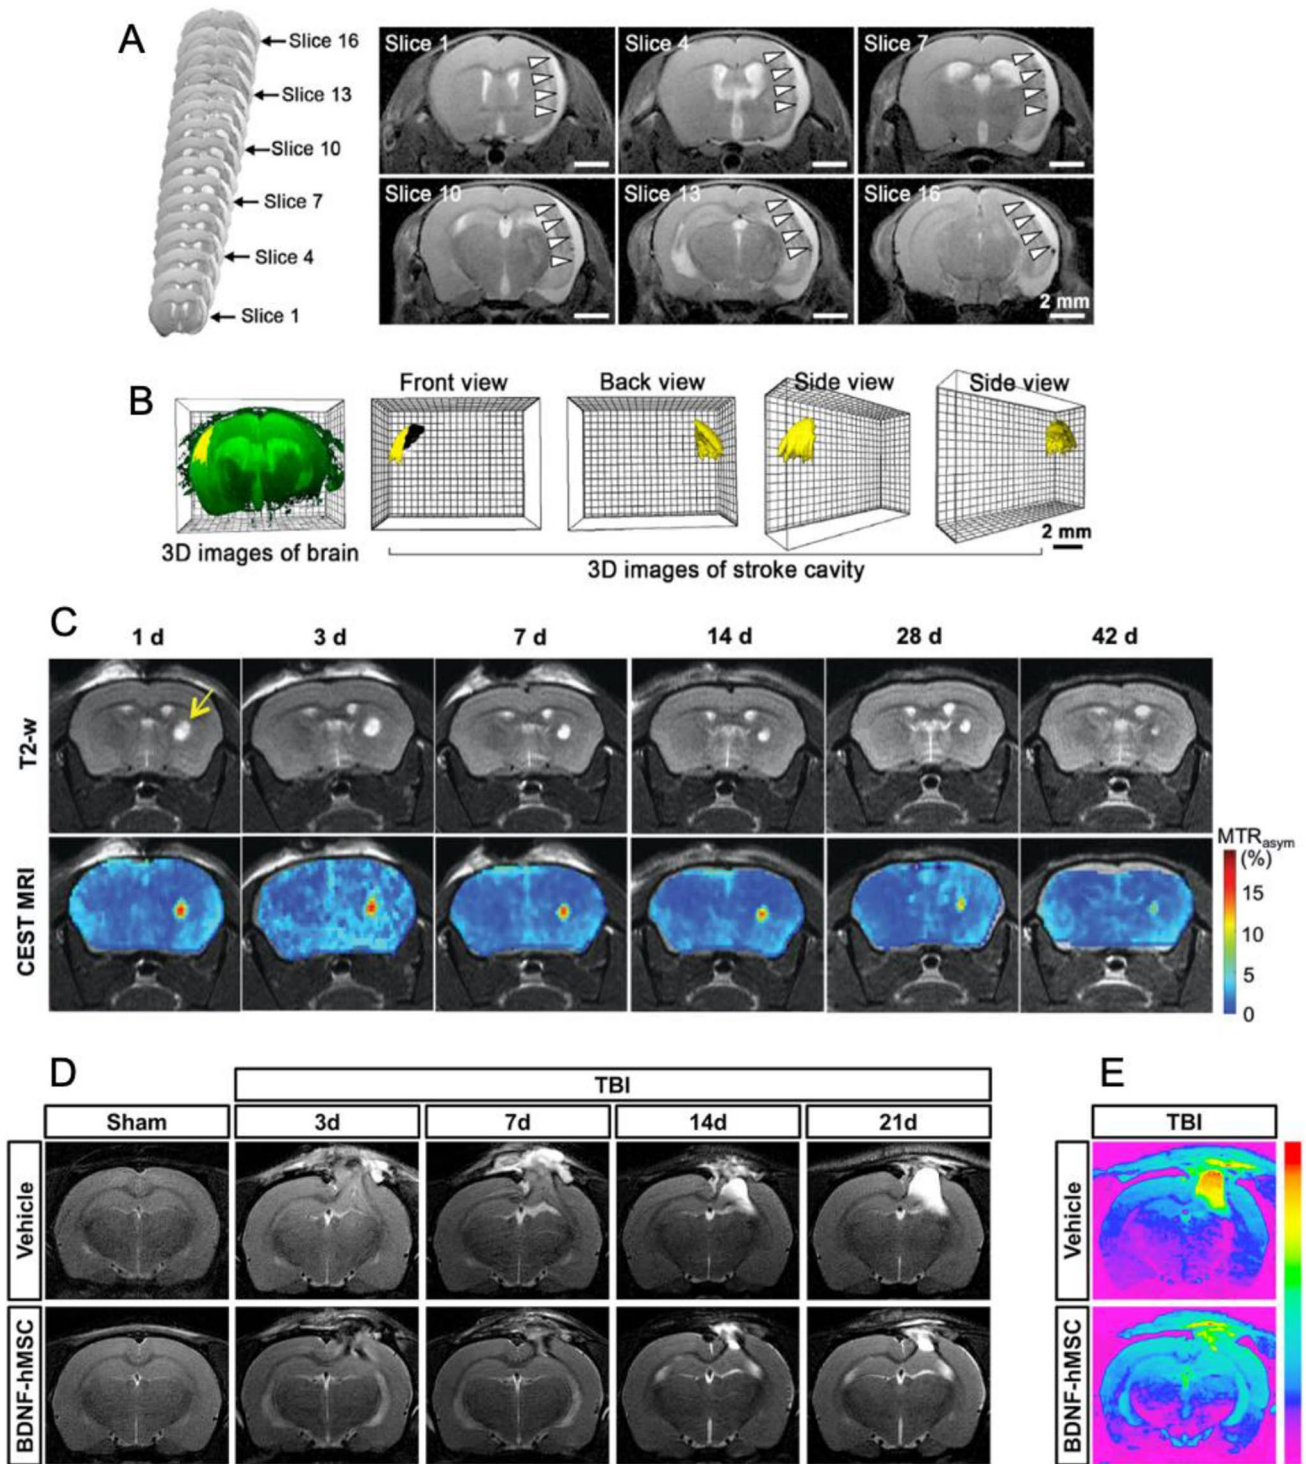 A
Slice 16
Slice 13
Slice 10
Slice 7
Slice 4
Slice 1
Slice 1
Slice 4
Slice 7
Slice 10
Slice 13
Slice 16
2 mm
B
Front view
Back view
Side view
Side view
2 mm
3D images of brain
3D images of stroke cavity
C
1 d
3 d
7 d
14 d
28 d
42 d
T2-w
CEST MRI
MTRasym
(%)
15
10
5
0
D
TBI
Sham
3d
7d
14d
21d
Vehicle
BDNF-hMSC
E
TBI
Vehicle
BDNF-hMSC